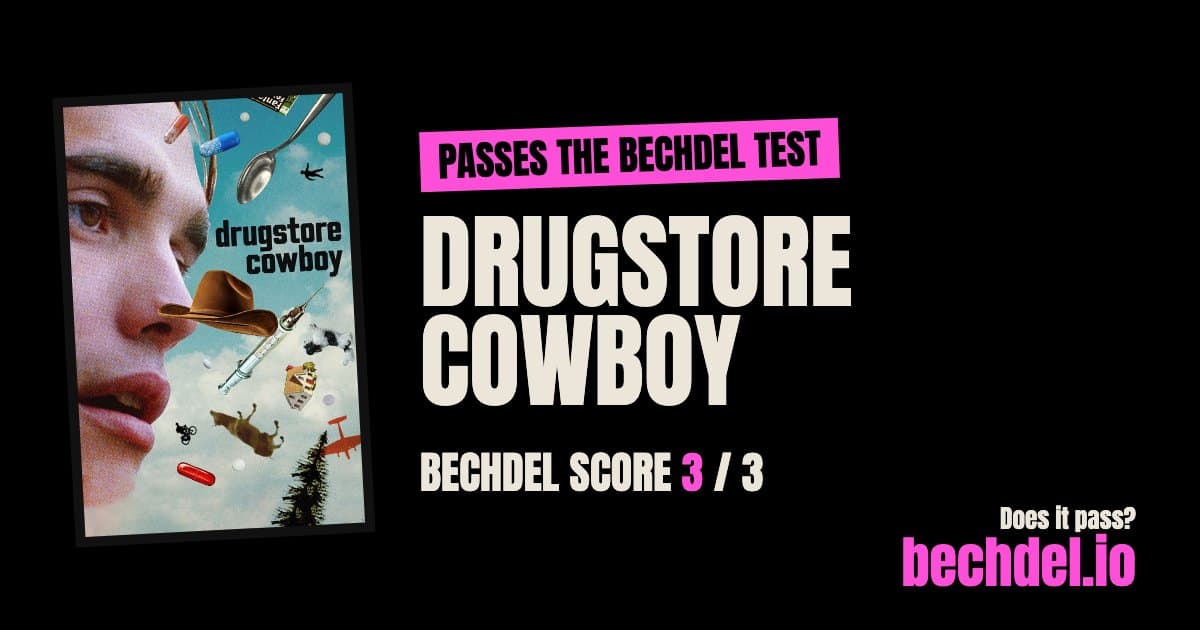 PASSES THE BECHDEL TEST
drugstore
cowboy
DRUGSTORE
COWBOY
BECHDEL SCORE 3 / 3
Does it pass?
bechdel.io